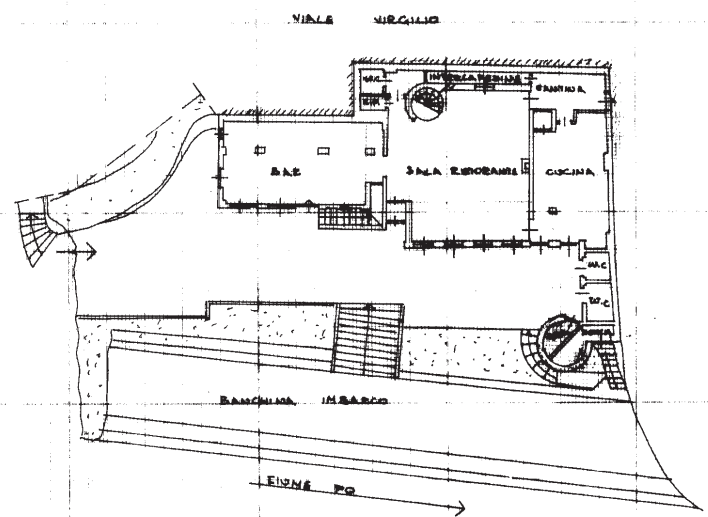 VIALE VIRGILIO
W.C
INTERCAPEDINE
CANTINA
BAR
SALA RISTORANTE
CUCINA
W.C
W.C
BANCHINA IMBARCO
FIUME PO